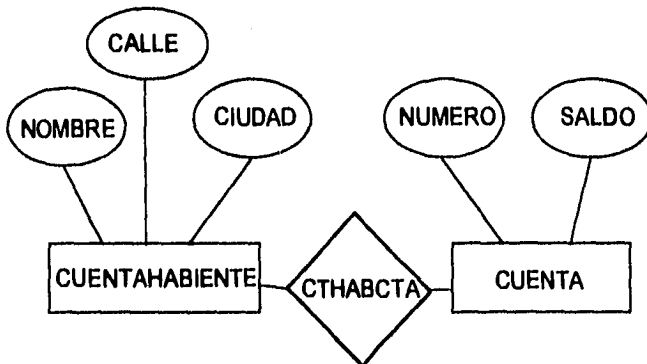 CALLE
NOMBRE
CIUDAD
NUMERO
SALDO
CUENTAHABIENTE
CTHABCTA
CUENTA